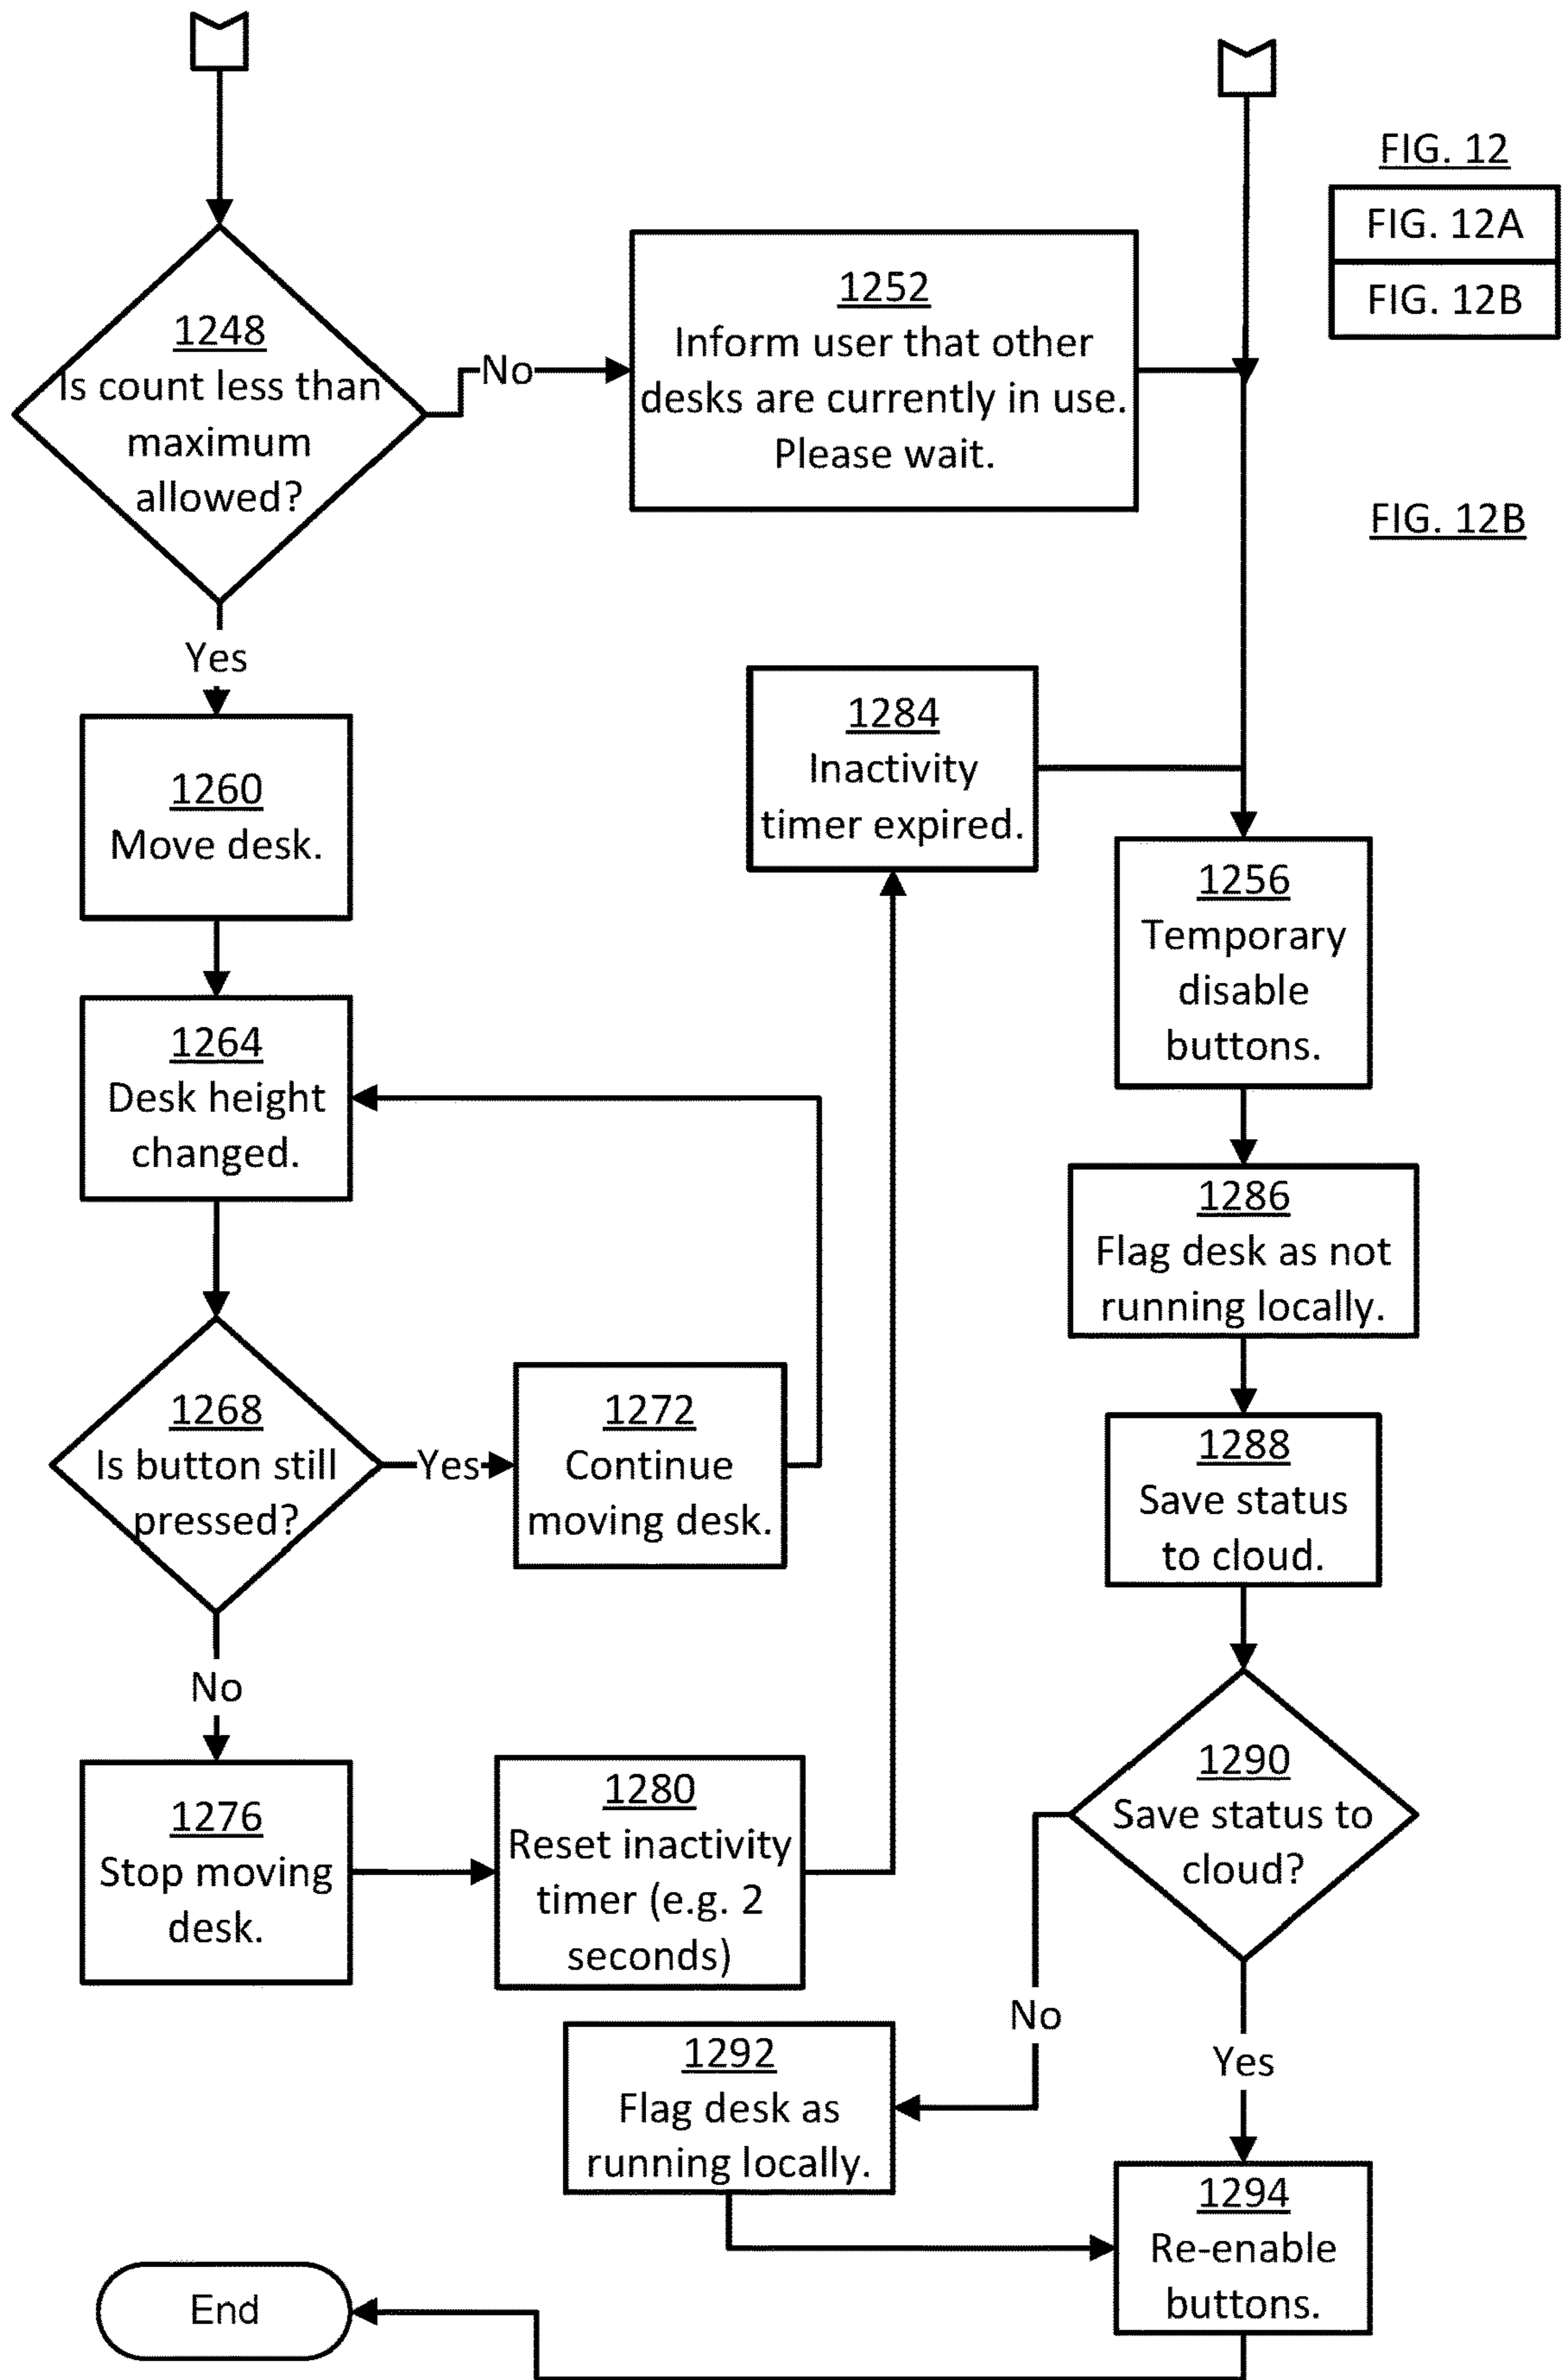 FIG. 12
FIG. 12A
FIG. 12B
FIG. 12B
1248
Is count less than
maximum
allowed?
No
1252
Inform user that other
desks are currently in use.
Please wait.
Yes
1260
Move desk.
1284
Inactivity
timer expired.
1256
Temporary
disable
buttons.
1264
Desk height
changed.
1286
Flag desk as not
running locally.
1268
Is button still
pressed?
Yes
1272
Continue
moving desk.
1288
Save status
to cloud.
No
1276
Stop moving
desk.
1280
Reset inactivity
timer (e.g. 2
seconds)
1290
Save status to
cloud?
No
Yes
1292
Flag desk as
running locally.
1294
Re-enable
buttons.
End